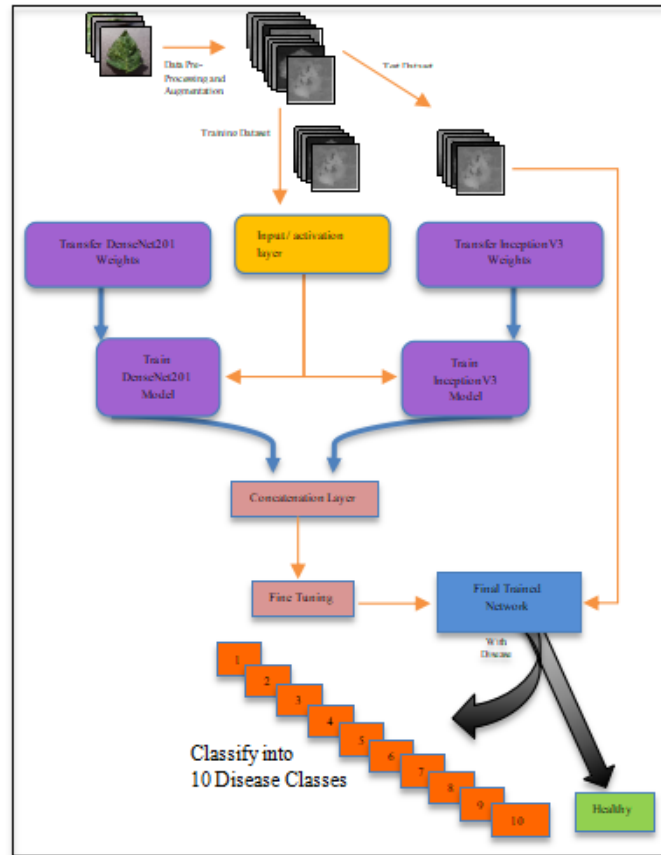 Data Pre-
Processing and
Augmentation
Test Dataset
Training Dataset
Transfer DenseNet201
Weights
Input / activation
layer
Transfer InceptionV3
Weights
Train
DenseNet201
Model
Train
InceptionV3
Model
Concatenation Layer
Fine Tuning
Final Trained
Network
With
Disease
1
2
3
4
5
6
7
8
9
10
Classify into
10 Disease Classes
Healthy